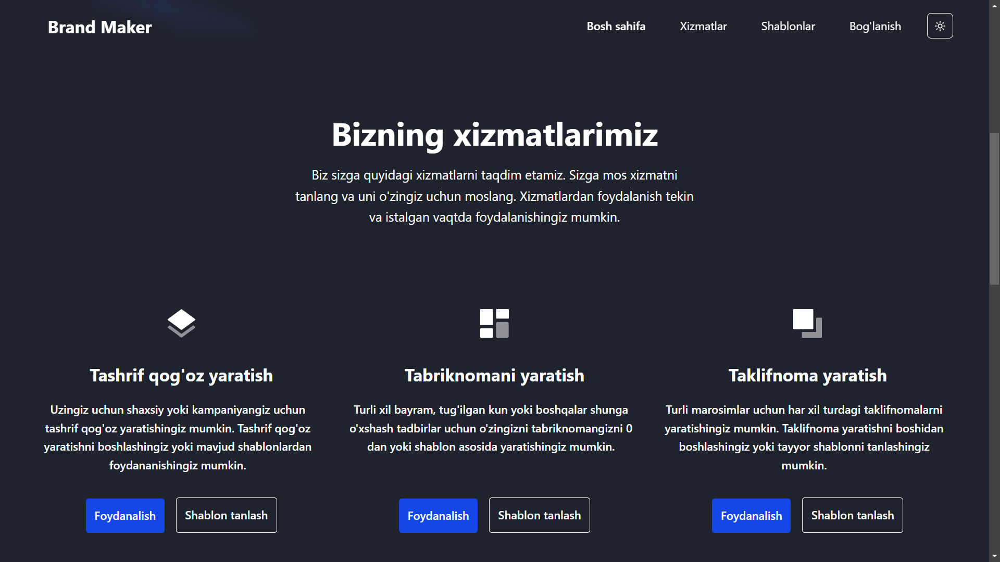 Brand Maker
Bosh sahifa
Xizmatlar
Shablonlar
Bog'lanish
Bizning xizmatlarimiz
Biz sizga quyidagi xizmatlarni taqdim etamiz. Sizga mos xizmatni
tanlang va uni o'zingiz uchun moslang. Xizmatlardan foydalanish tekin
va istalgan vaqtda foydalanishingiz mumkin.
Tashrif qog'oz yaratish
Uzingiz uchun shaxsiy yoki kampaniyangiz uchun
tashrif qog'oz yaratishingiz mumkin. Tashrif qog'oz
yaratishni boshlashingiz yoki mavjud shablonlardan
foydananishingiz mumkin.
Foydanalish
Shablon tanlash
Tabriknomani yaratish
Turli xil bayram, tug'ilgan kun yoki boshqalar shunga
o'xshash tadbirlar uchun o'zingizni tabriknomangizni 0
dan yoki shablon asosida yaratishingiz mumkin.
Foydanalish
Shablon tanlash
Taklifnoma yaratish
Turli marosimlar uchun har xil turdagi taklifnomalarni
yaratishingiz mumkin. Taklifnoma yaratishni boshidan
boshlashingiz yoki tayyor shablonni tanlashingiz
mumkin.
Foydanalish
Shablon tanlash